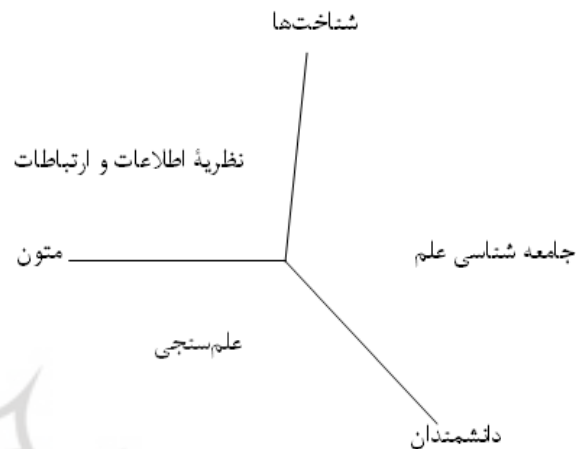 شناخت‌ها
نظریهٔ اطلاعات و ارتباطات
جامعه شناسی علم
متون
علم‌سنجی
دانشمندان